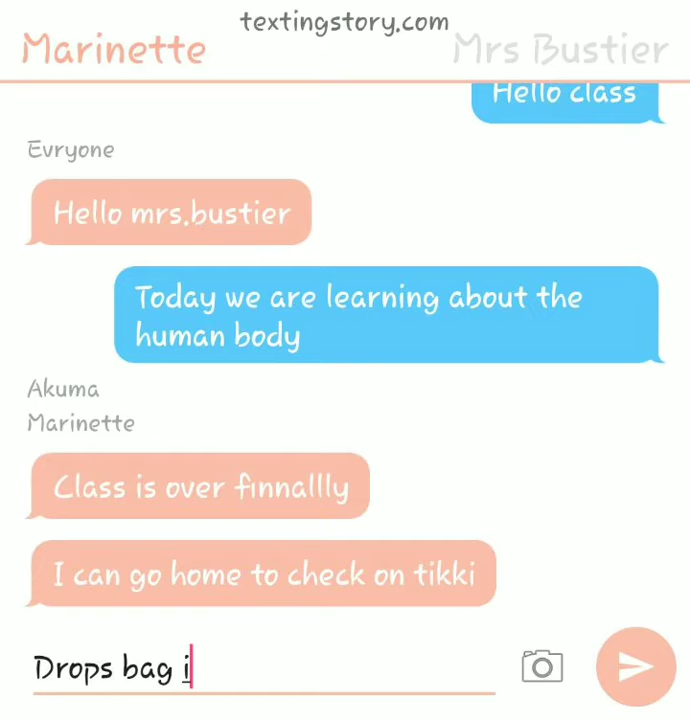 textingstory.com
Marinette
Mrs Bustier
Hello class
Evryone
Hello mrs.bustier
Today we are learning about the
human body
Akuma
Marinette
Class is over finnallly
I can go home to check on tikki
Drops bag i